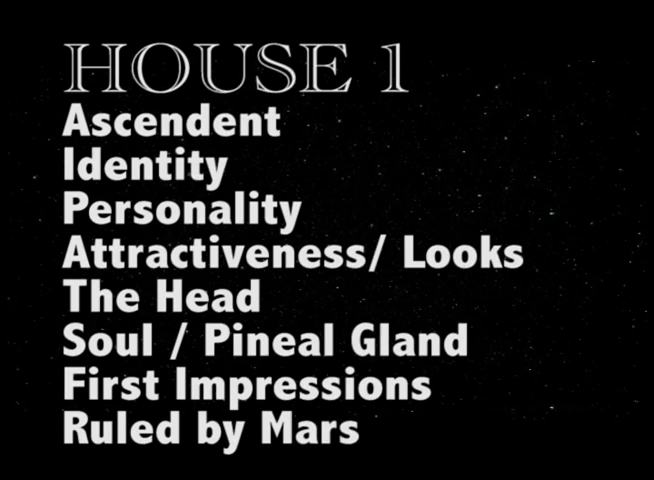 HOUSE 1
Ascendent
Identity
Personality
Attractiveness/ Looks
The Head
Soul / Pineal Gland
First Impressions
Ruled by Mars